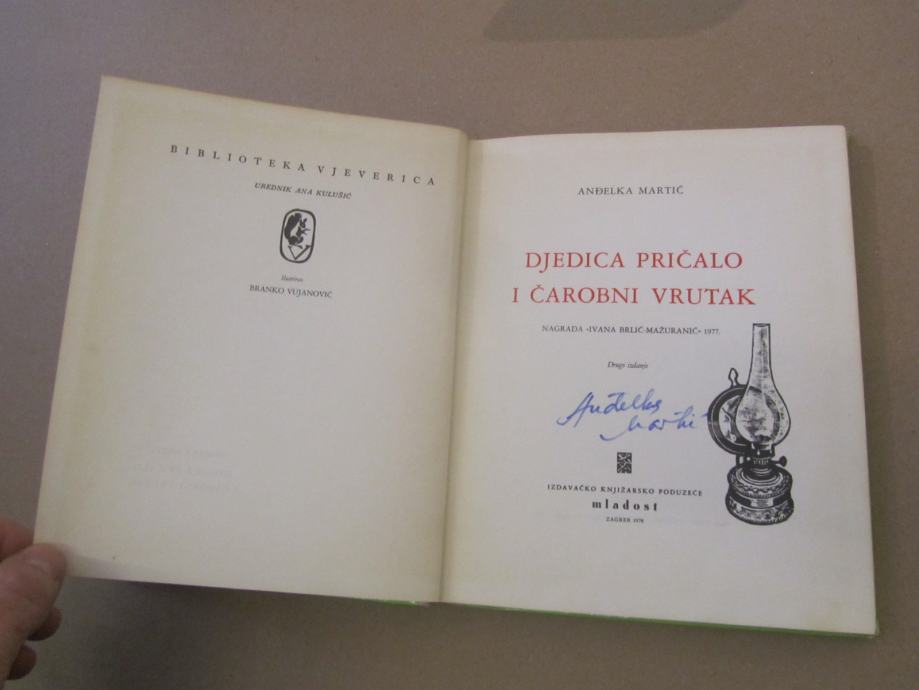 BIBLIOTEKA VJEVERICA
UREDNIK ANA KULUŠIĆ
Ilustrirao
BRANKO VUJANOVIĆ
ANĐELKA MARTIĆ
DJEDICA PRIČALO
I ČAROBNI VRUTAK
NAGRADA »IVANA BRLIĆ-MAŽURANIĆ« 1977.
Drugo izdanje
Anđelka
Martić
IZDAVAČKO KNJIŽARSKO PODUZEĆE
mladost
ZAGREB 1978